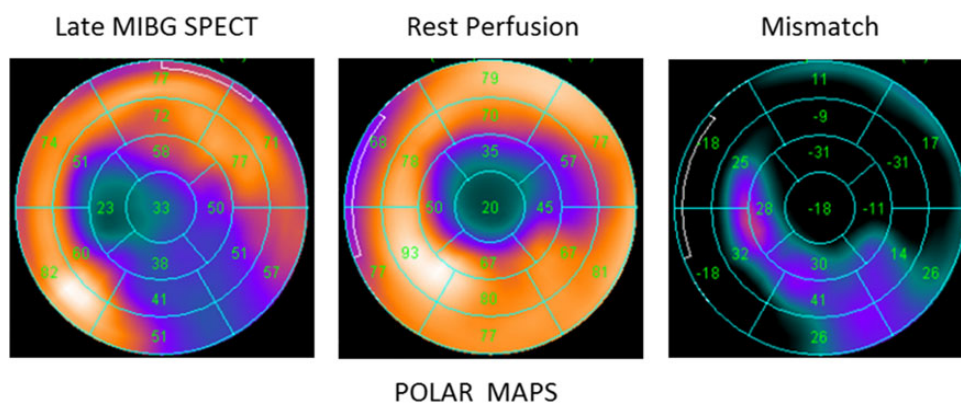 Late MIBG SPECT
Rest Perfusion
Mismatch
77
72
74 71
51 58 77
23 33 50
60 51
38
82 57
41
51
79
70
68 77
78 35 57
50 20 45
93 67
67
77 81
80
77
11
-9
-18 17
25 -31 -31
28 -18 -11
32 14
30
-18 26
41
26
POLAR MAPS